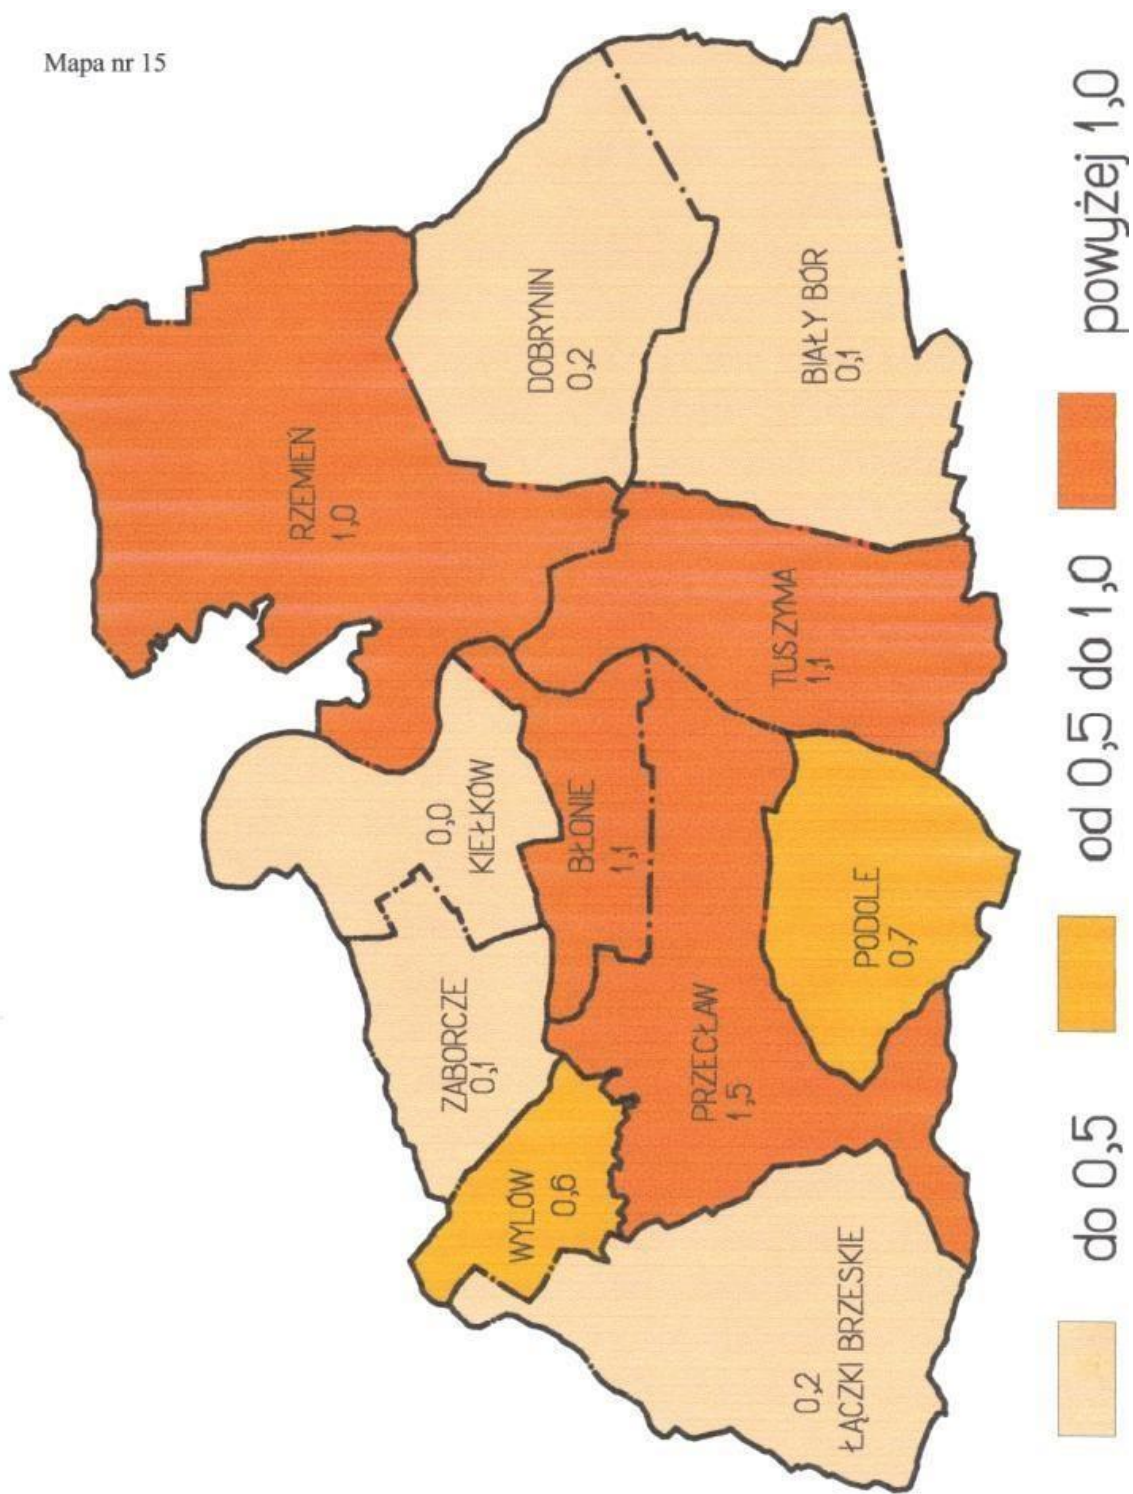 Mapa nr 15
RZEMIEŃ
1,0
DOBRYNIN
0,2
BIAŁY BÓR
0,1
TUSZYMA
1,1
0,0
KIEŁKÓW
BŁONIE
1,1
ZABORCZE
0,1
WYLÓW
0,6
PRZECŁAW
1,5
PODOLE
0,7
0,2
ŁĄCZKI BRZESKIE
do 0,5
od 0,5 do 1,0
powyżej 1,0